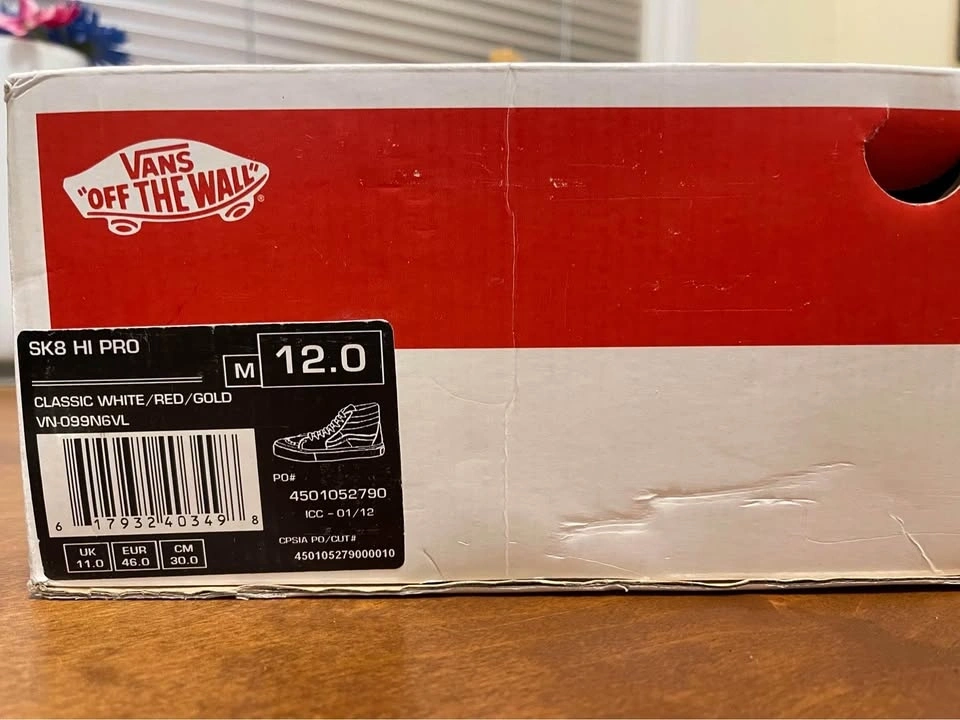 VANS
"OFF THE WALL"®
SK8 HI PRO
M 12.0
CLASSIC WHITE/RED/GOLD
VN-099N6VL
PO#
4501052790
ICC - 01/12
6 17932 40349 8
CPSIA PO/CUT#
450105279000010
UK 11.0
EUR 46.0
CM 30.0